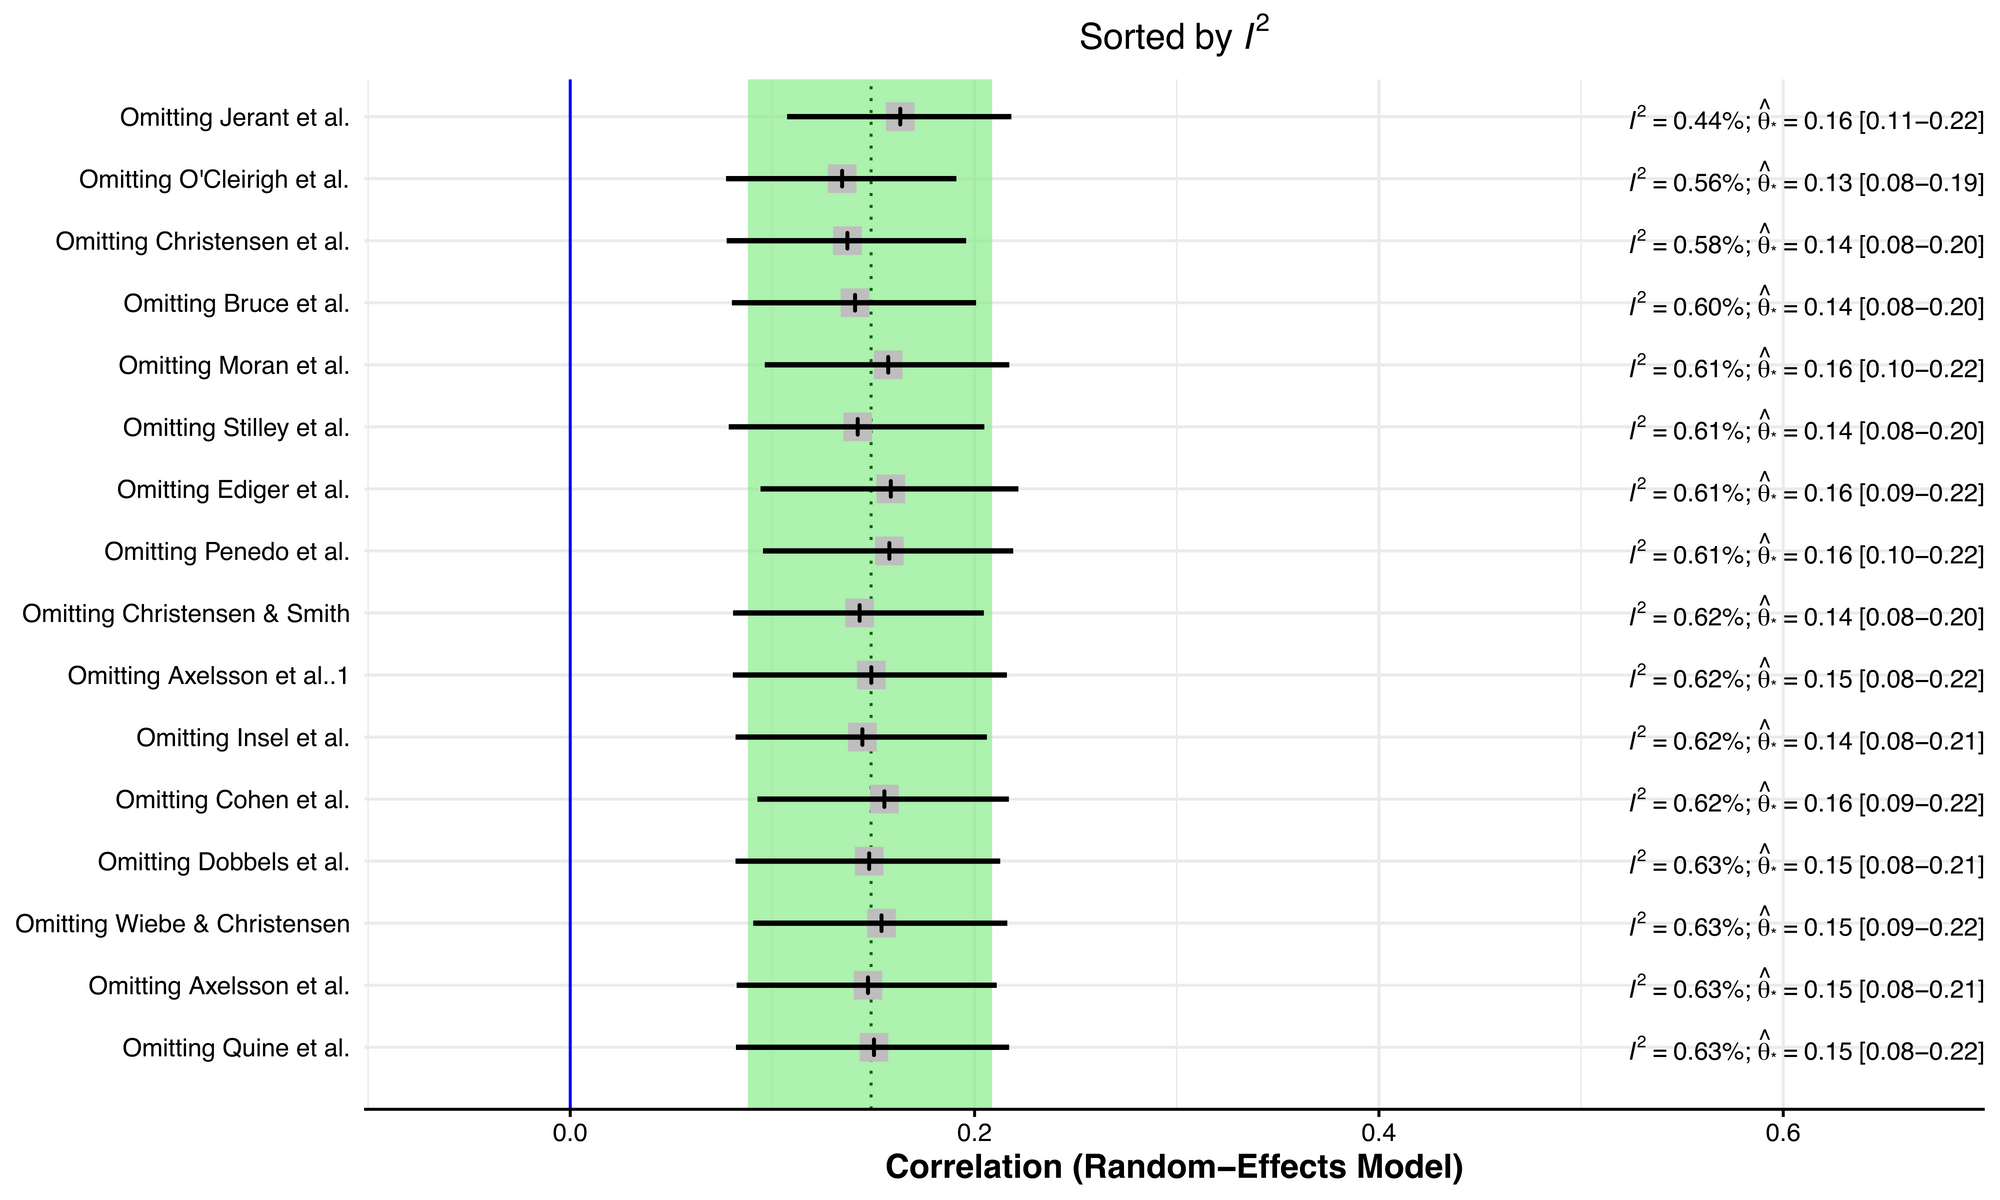 Sorted by I²
Omitting Jerant et al. I² = 0.44%; θ̂* = 0.16 [0.11−0.22]
Omitting O'Cleirigh et al. I² = 0.56%; θ̂* = 0.13 [0.08−0.19]
Omitting Christensen et al. I² = 0.58%; θ̂* = 0.14 [0.08−0.20]
Omitting Bruce et al. I² = 0.60%; θ̂* = 0.14 [0.08−0.20]
Omitting Moran et al. I² = 0.61%; θ̂* = 0.16 [0.10−0.22]
Omitting Stilley et al. I² = 0.61%; θ̂* = 0.14 [0.08−0.20]
Omitting Ediger et al. I² = 0.61%; θ̂* = 0.16 [0.09−0.22]
Omitting Penedo et al. I² = 0.61%; θ̂* = 0.16 [0.10−0.22]
Omitting Christensen & Smith I² = 0.62%; θ̂* = 0.14 [0.08−0.20]
Omitting Axelsson et al..1 I² = 0.62%; θ̂* = 0.15 [0.08−0.22]
Omitting Insel et al. I² = 0.62%; θ̂* = 0.14 [0.08−0.21]
Omitting Cohen et al. I² = 0.62%; θ̂* = 0.16 [0.09−0.22]
Omitting Dobbels et al. I² = 0.63%; θ̂* = 0.15 [0.08−0.21]
Omitting Wiebe & Christensen I² = 0.63%; θ̂* = 0.15 [0.09−0.22]
Omitting Axelsson et al. I² = 0.63%; θ̂* = 0.15 [0.08−0.21]
Omitting Quine et al. I² = 0.63%; θ̂* = 0.15 [0.08−0.22]
0.0 0.2 0.4 0.6
Correlation (Random−Effects Model)